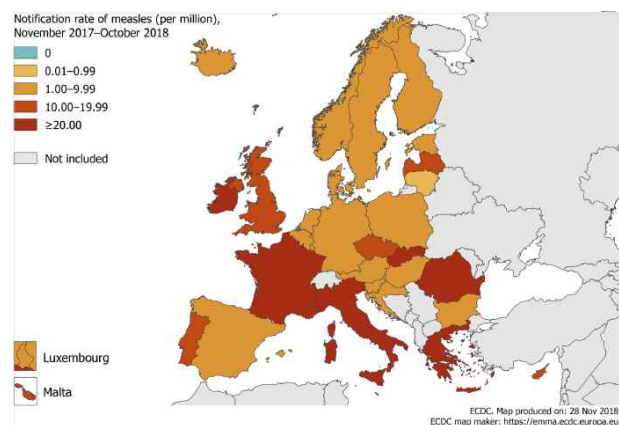 Notification rate of measles (per million),
November 2017–October 2018
0
0.01–0.99
1.00–9.99
10.00–19.99
≥20.00
Not included
Luxembourg
Malta
ECDC. Map produced on: 28 Nov 2018
ECDC map maker: https://emma.ecdc.europa.eu